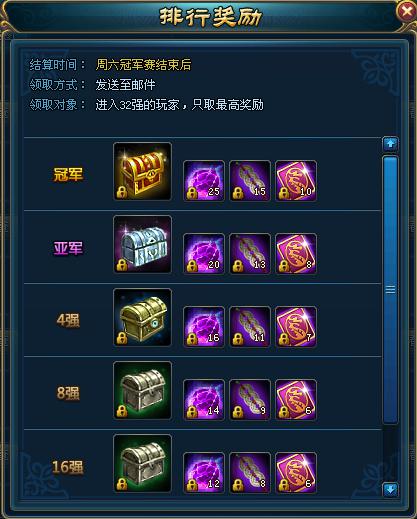 排行奖励
结算时间： 周六冠军赛结束后
领取方式： 发送至邮件
领取对象： 进入32强的玩家，只取最高奖励
冠军 25 15 10
亚军 20 13 8
4强 16 11 7
8强 14 9 6
16强 12 8 6